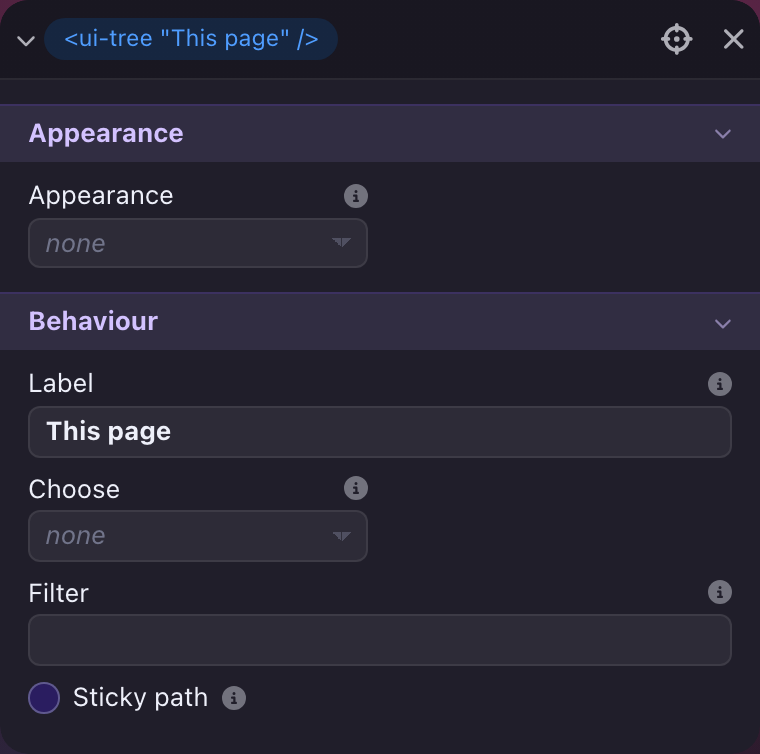 <ui-tree "This page" />
Appearance
Appearance
none
Behaviour
Label
This page
Choose
none
Filter
Sticky path